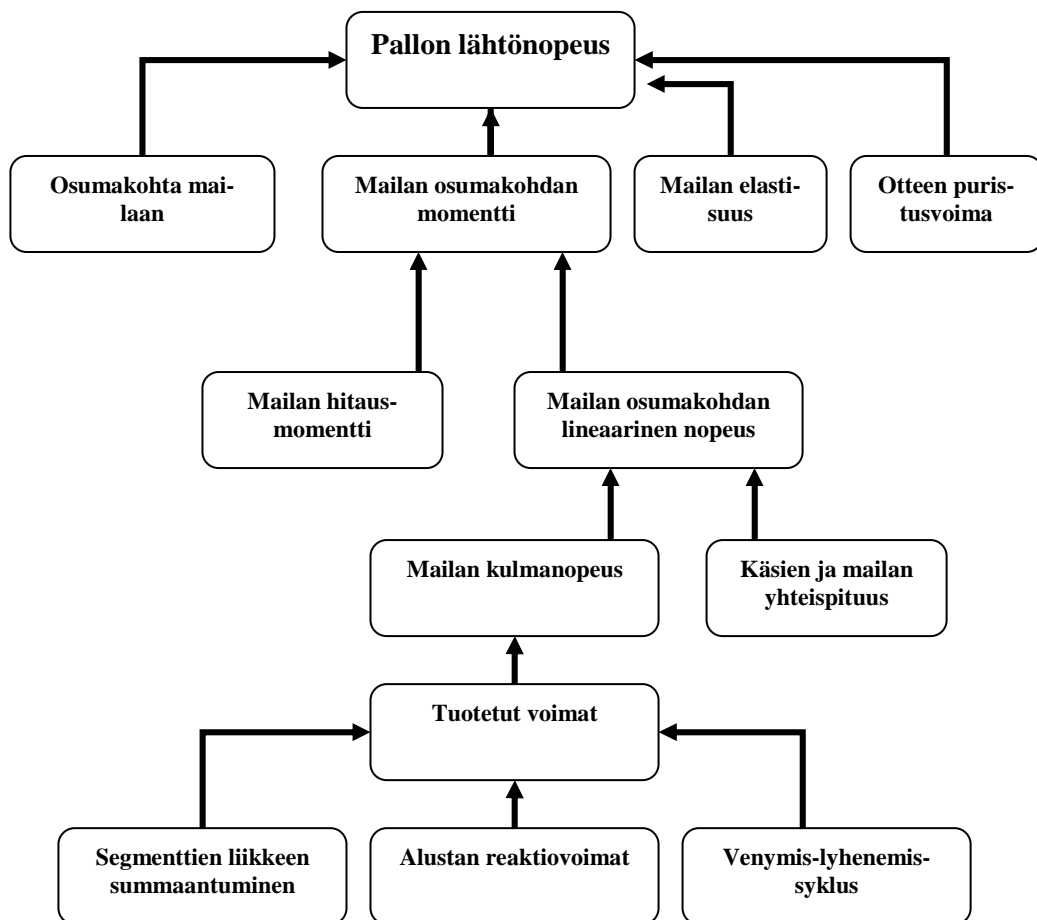 Pallon lähtönopeus
Osumakohta mai-
laan
Mailan osumakohdan
momentti
Mailan elasti-
suus
Otteen puris-
tusvoima
Mailan hitaus-
momentti
Mailan osumakohdan
lineaarinen nopeus
Mailan kulmanopeus
Käsien ja mailan
yhteispituus
Tuotetut voimat
Segmenttien liikkeen
summaantuminen
Alustan reaktiovoimat
Venymis-lyhenemis-
syklus